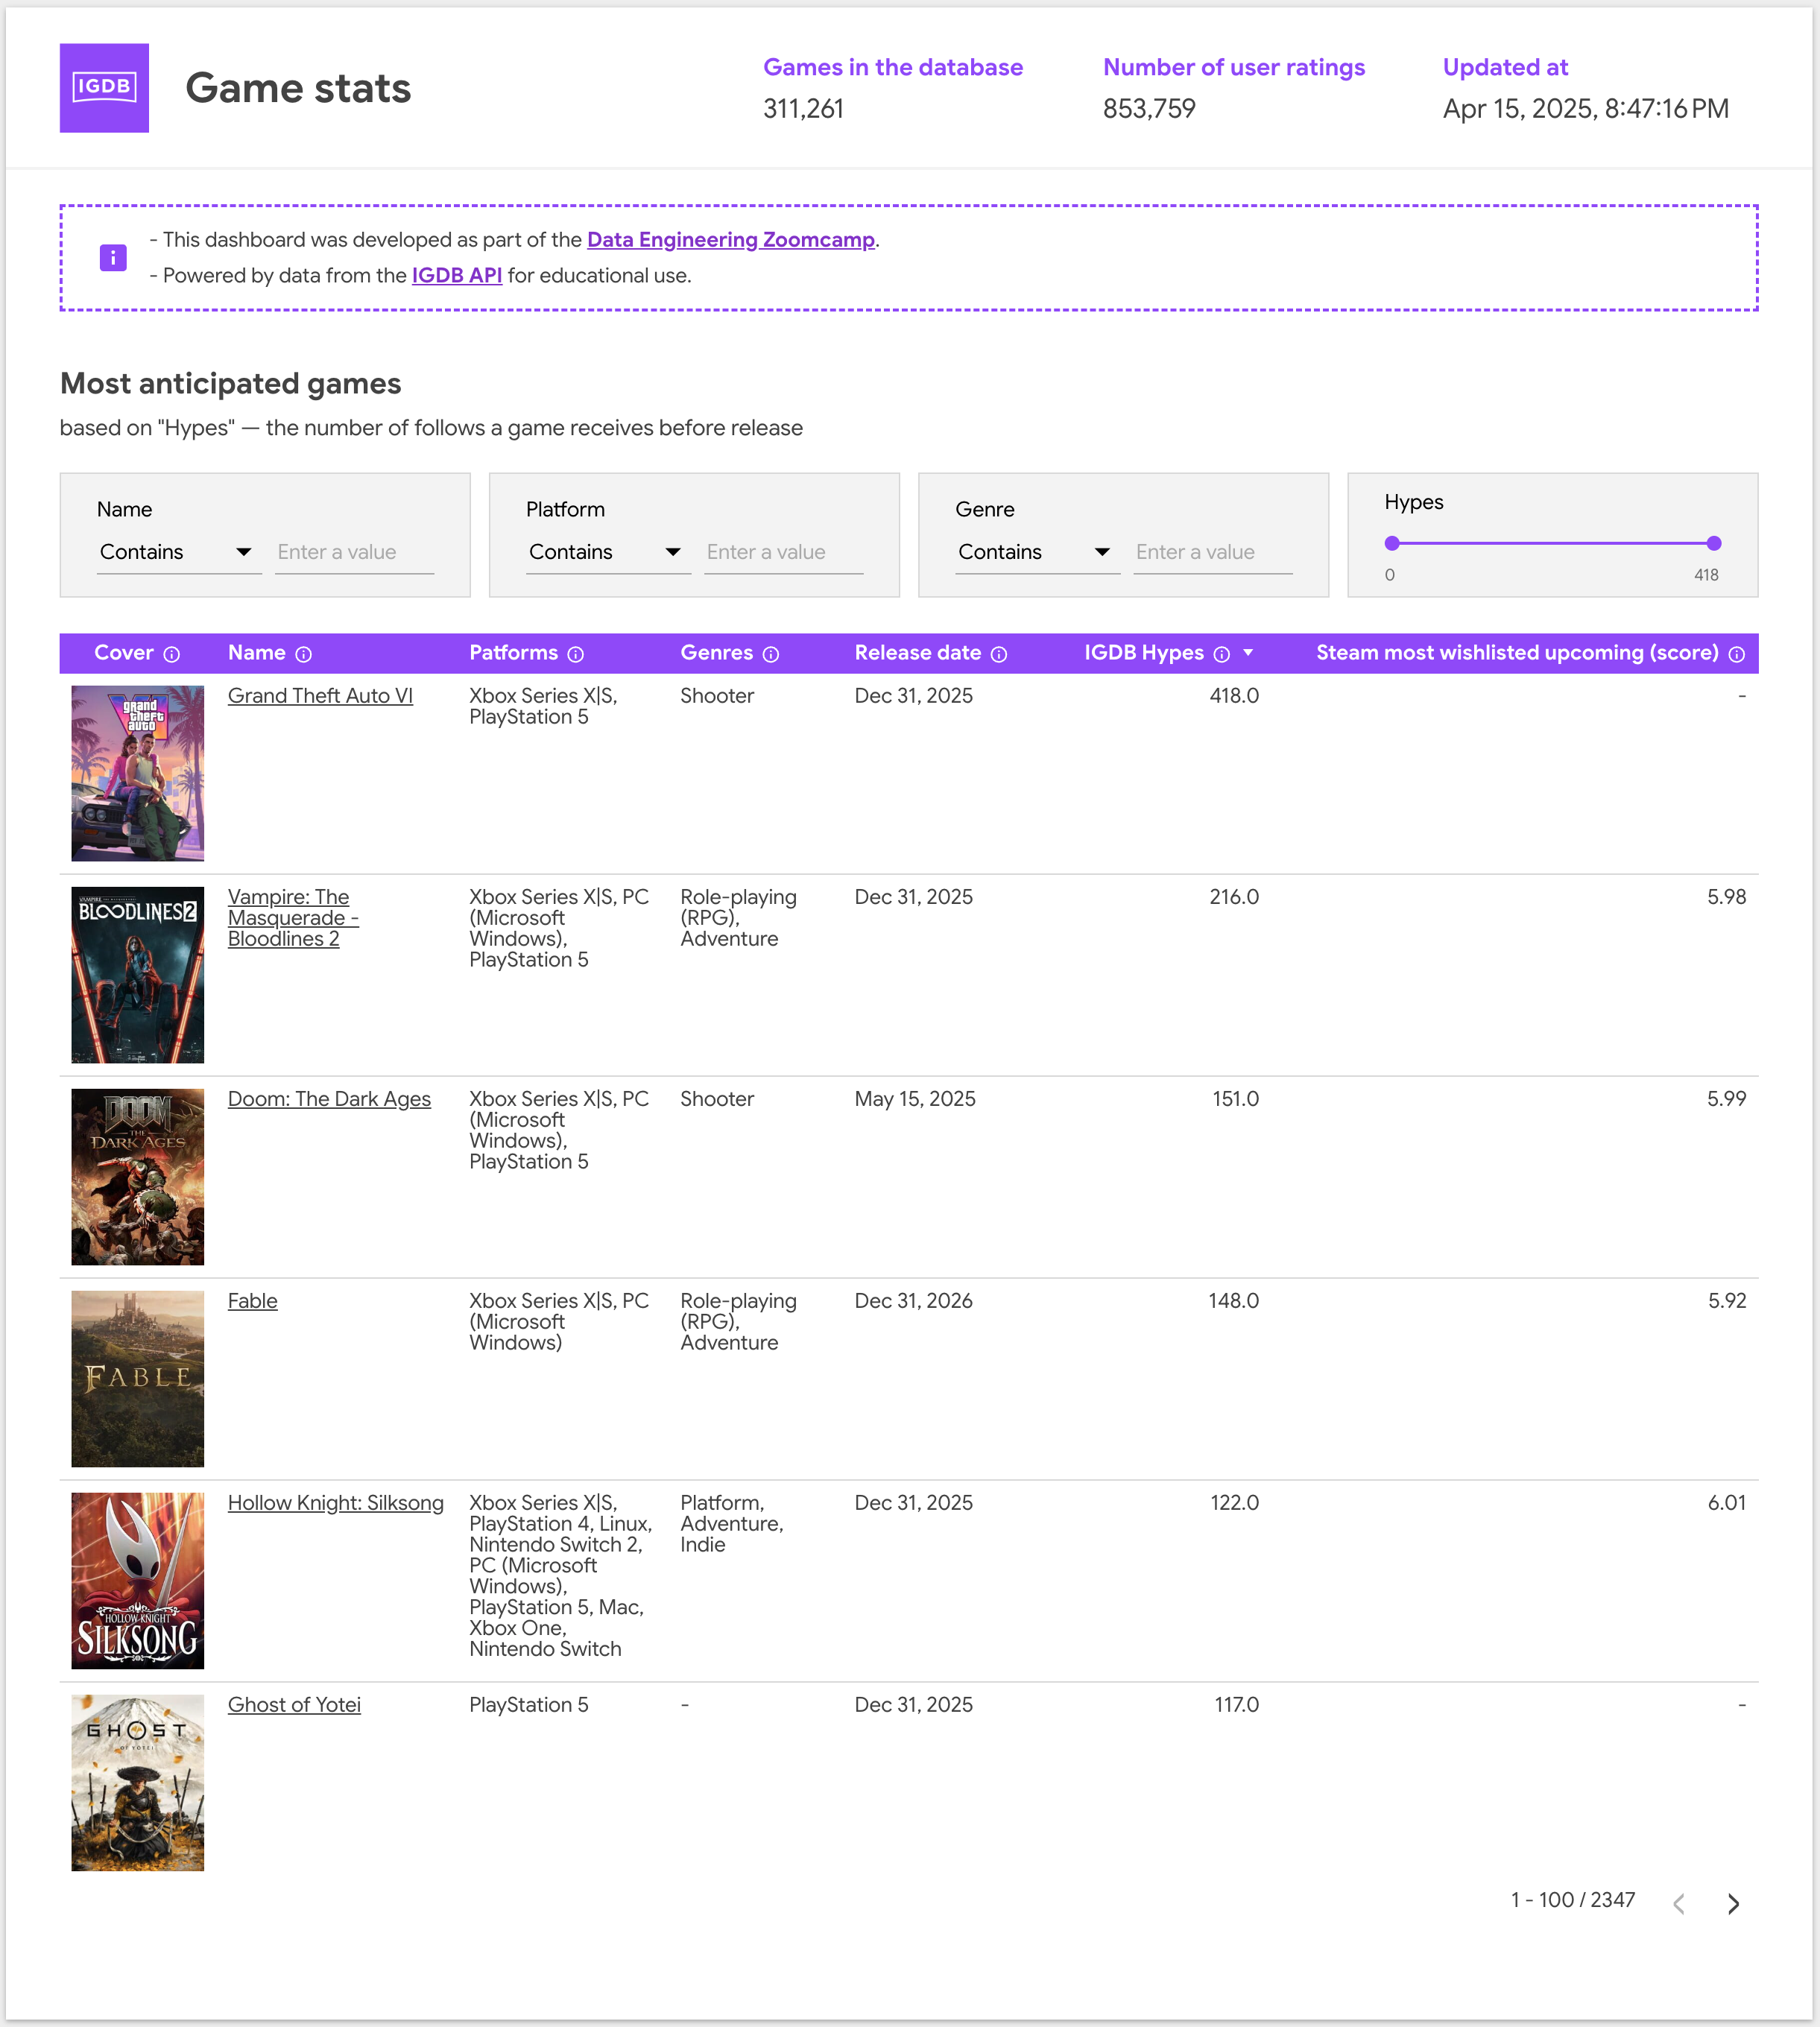 IGDB
Game stats
Games in the database
311,261
Number of user ratings
853,759
Updated at
Apr 15, 2025, 8:47:16 PM
- This dashboard was developed as part of the Data Engineering Zoomcamp.
- Powered by data from the IGDB API for educational use.
Most anticipated games
based on "Hypes" — the number of follows a game receives before release
Name
Contains
Enter a value
Platform
Contains
Enter a value
Genre
Contains
Enter a value
Hypes
0
418
Cover
Name
Patforms
Genres
Release date
IGDB Hypes
Steam most wishlisted upcoming (score)
VI
grand
theft
auto
Grand Theft Auto VI
Xbox Series X|S,
PlayStation 5
Shooter
Dec 31, 2025
418.0
-
BLOODLINES 2
Vampire: The
Masquerade -
Bloodlines 2
Xbox Series X|S, PC
(Microsoft
Windows),
PlayStation 5
Role-playing
(RPG),
Adventure
Dec 31, 2025
216.0
5.98
DOOM
THE
DARK AGES
Doom: The Dark Ages
Xbox Series X|S, PC
(Microsoft
Windows),
PlayStation 5
Shooter
May 15, 2025
151.0
5.99
FABLE
Fable
Xbox Series X|S, PC
(Microsoft
Windows)
Role-playing
(RPG),
Adventure
Dec 31, 2026
148.0
5.92
HOLLOW KNIGHT
SILKSONG
Hollow Knight: Silksong
Xbox Series X|S,
PlayStation 4, Linux,
Nintendo Switch 2,
PC (Microsoft
Windows),
PlayStation 5, Mac,
Xbox One,
Nintendo Switch
Platform,
Adventure,
Indie
Dec 31, 2025
122.0
6.01
GHOST
OF YOTEI
Ghost of Yotei
PlayStation 5
-
Dec 31, 2025
117.0
-
1 - 100 / 2347